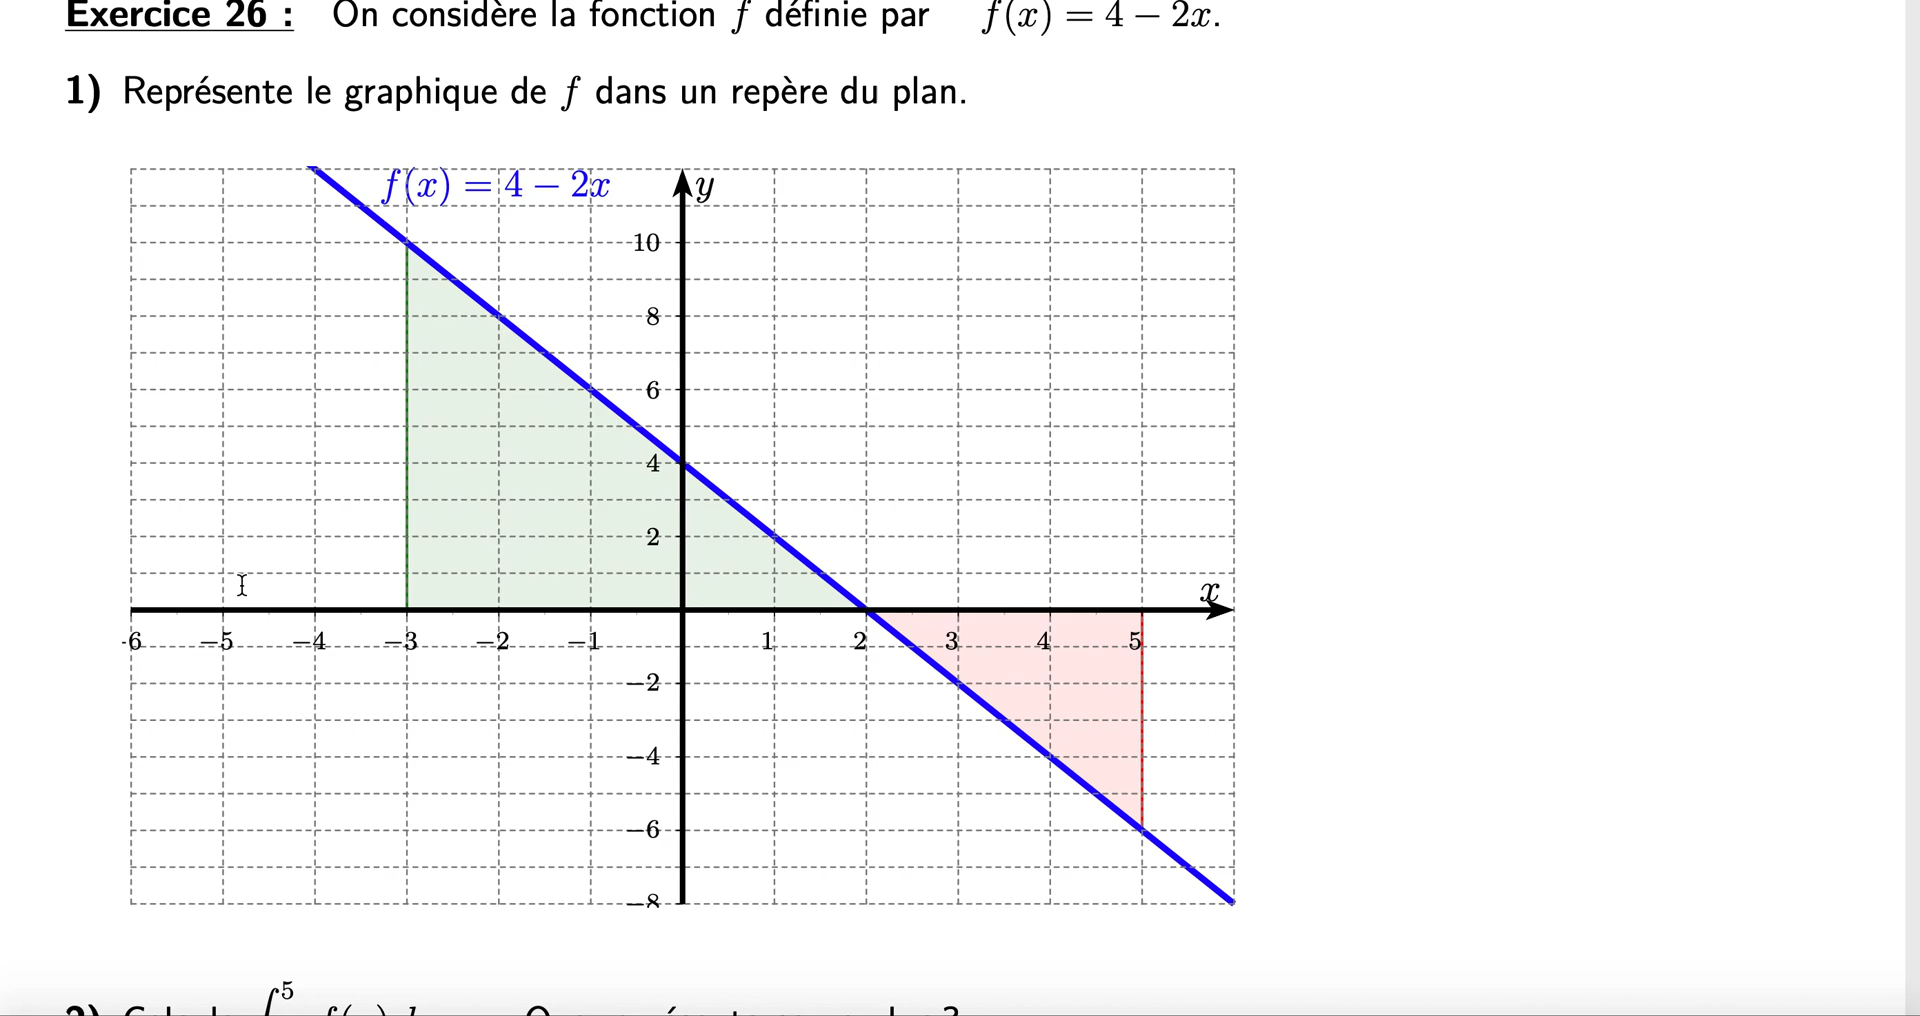 Exercice 26 : On considère la fonction f définie par f(x) = 4 − 2x.
1) Représente le graphique de f dans un repère du plan.
f(x) = 4 − 2x
y
10
8
6
4
2
x
-6 −5 −4 −3 −2 −1 1 2 3 4 5
−2
−4
−6
−8
5